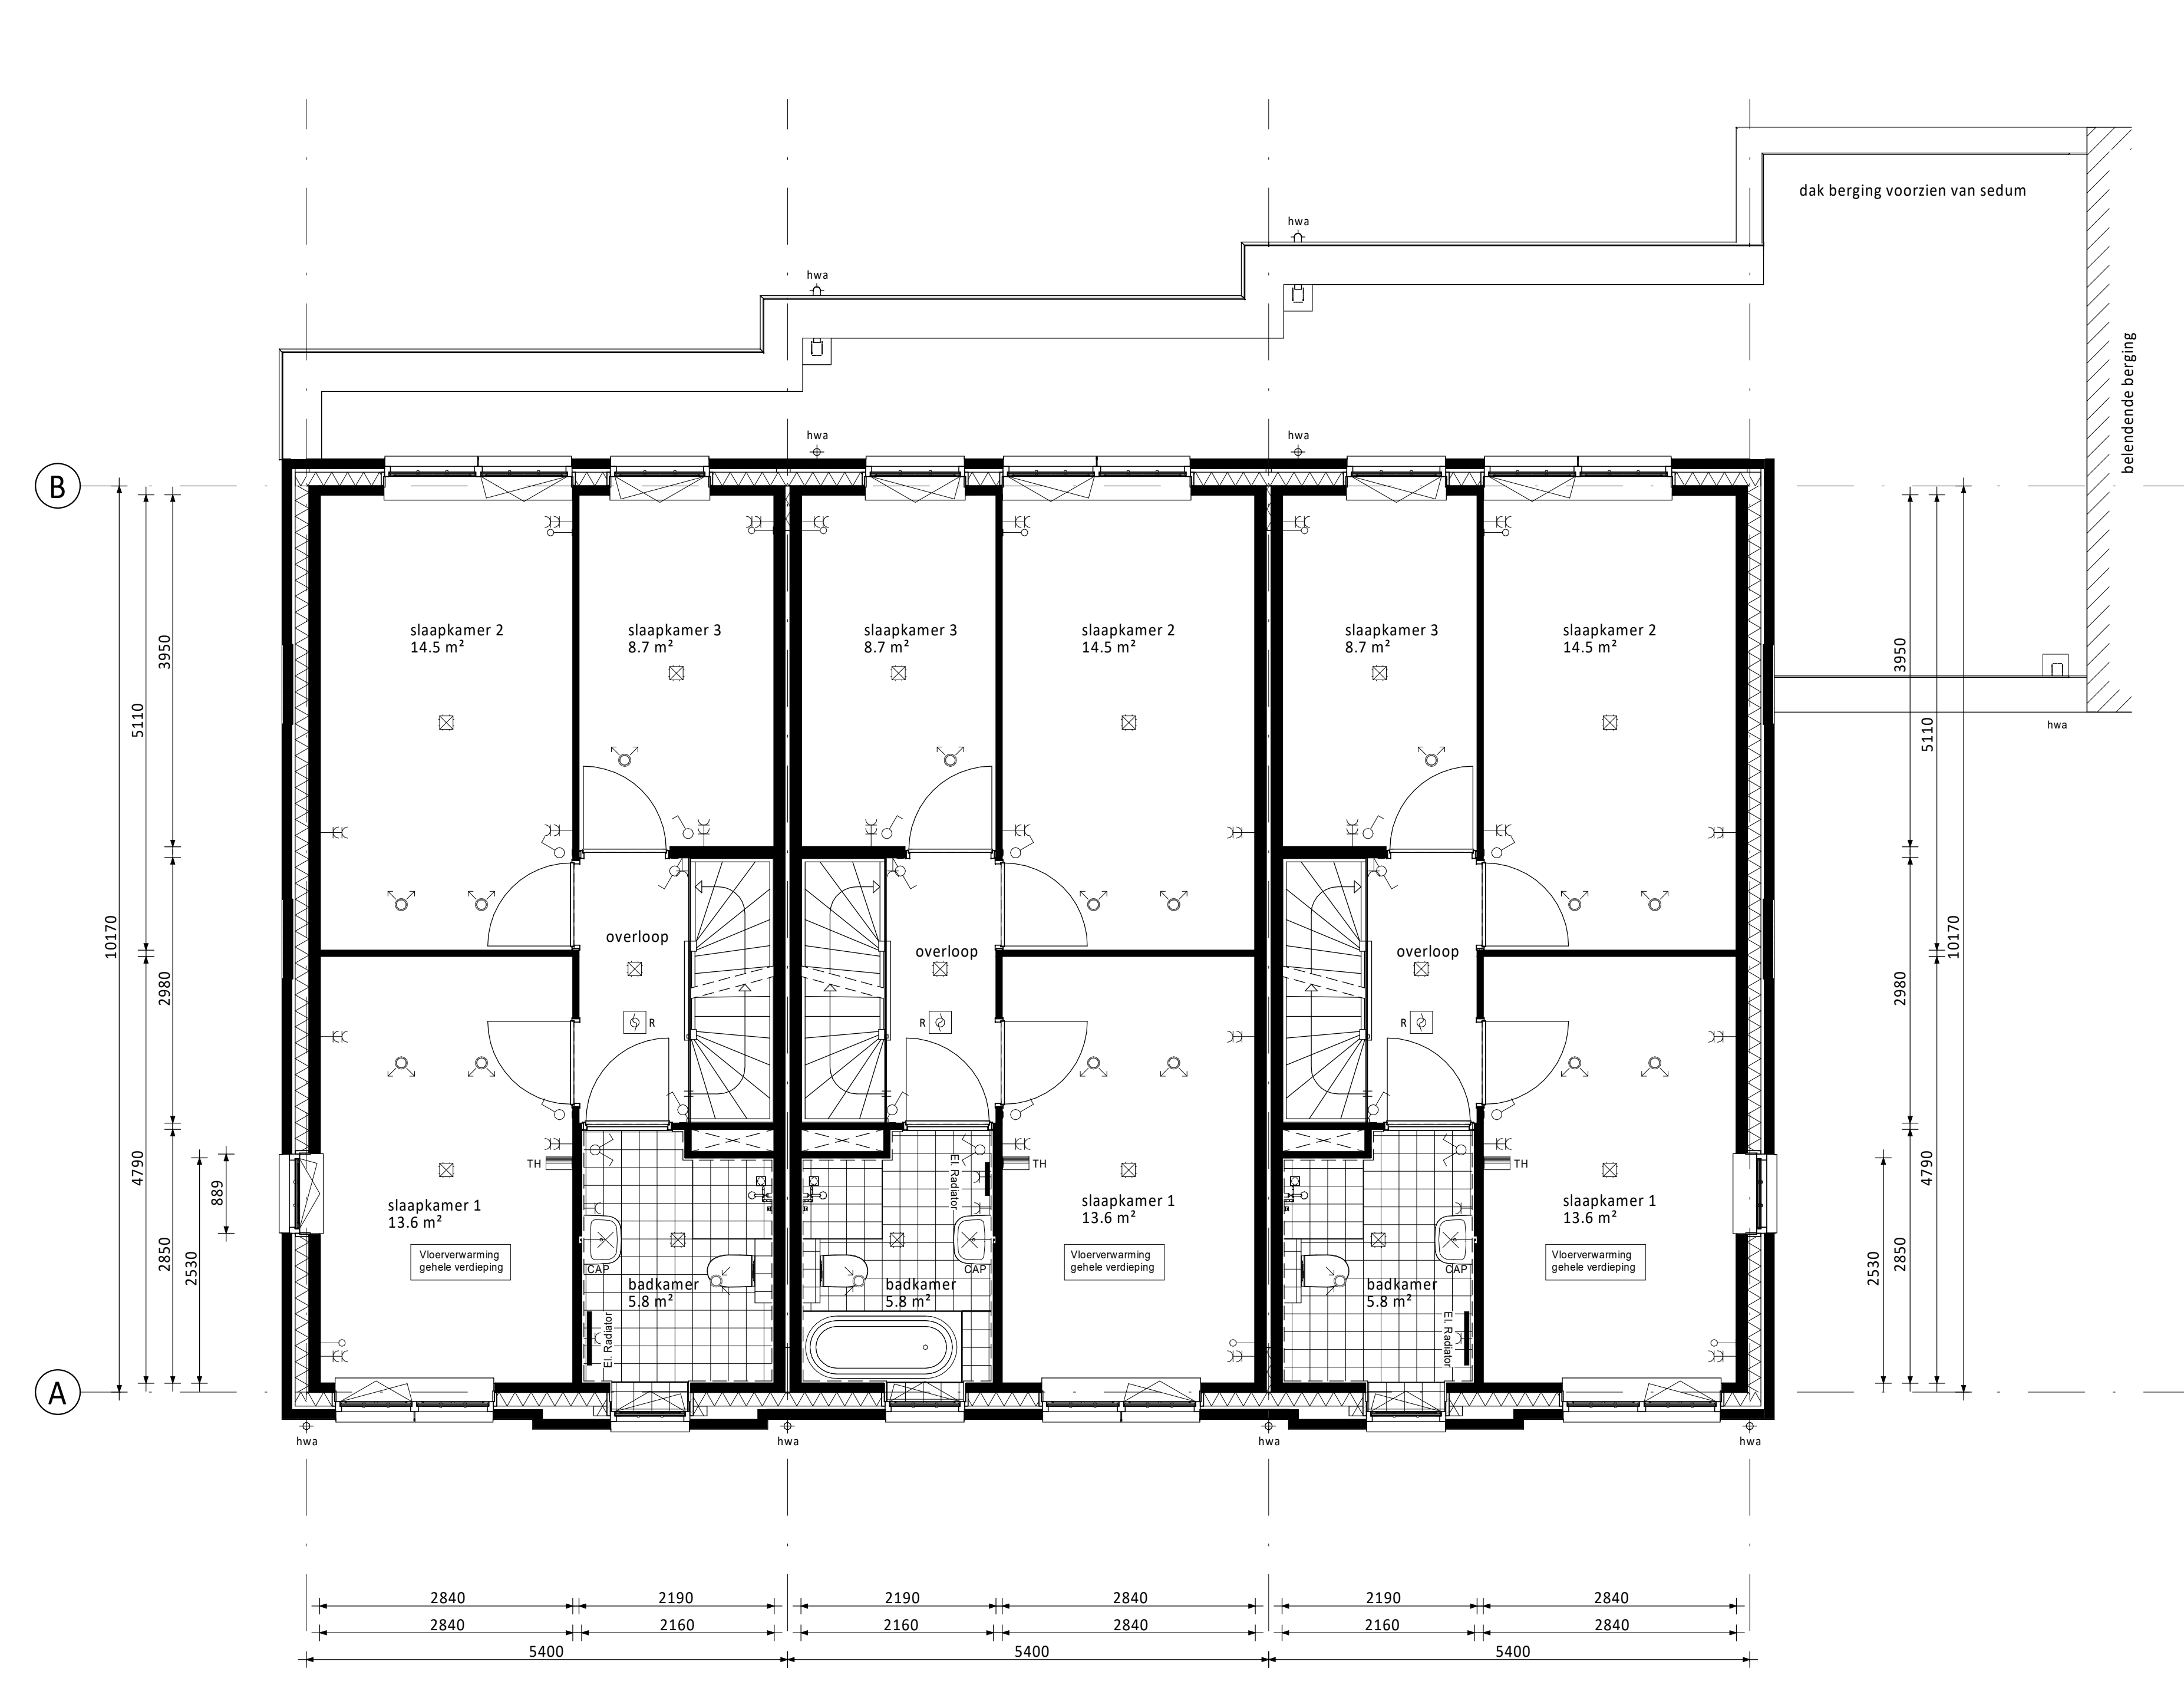 dak berging voorzien van sedum
hwa
hwa
belendende berging
hwa
hwa
B
slaapkamer 2
14.5 m²
slaapkamer 3
8.7 m²
slaapkamer 3
8.7 m²
slaapkamer 2
14.5 m²
slaapkamer 3
8.7 m²
slaapkamer 2
14.5 m²
3950
5110
10170
2980
4790
2850
2530
889
3950
5110
10170
2980
4790
2850
2530
hwa
overloop
overloop
overloop
R
R
R
TH
TH
TH
El. Radiator
slaapkamer 1
13.6 m²
slaapkamer 1
13.6 m²
slaapkamer 1
13.6 m²
Vloerverwarming
gehele verdieping
Vloerverwarming
gehele verdieping
Vloerverwarming
gehele verdieping
CAP
CAP
CAP
badkamer
5.8 m²
badkamer
5.8 m²
badkamer
5.8 m²
El. Radiator
El. Radiator
A
hwa
hwa
hwa
hwa
2840
2190
2190
2840
2190
2840
2840
2160
2160
2840
2160
2840
5400
5400
5400